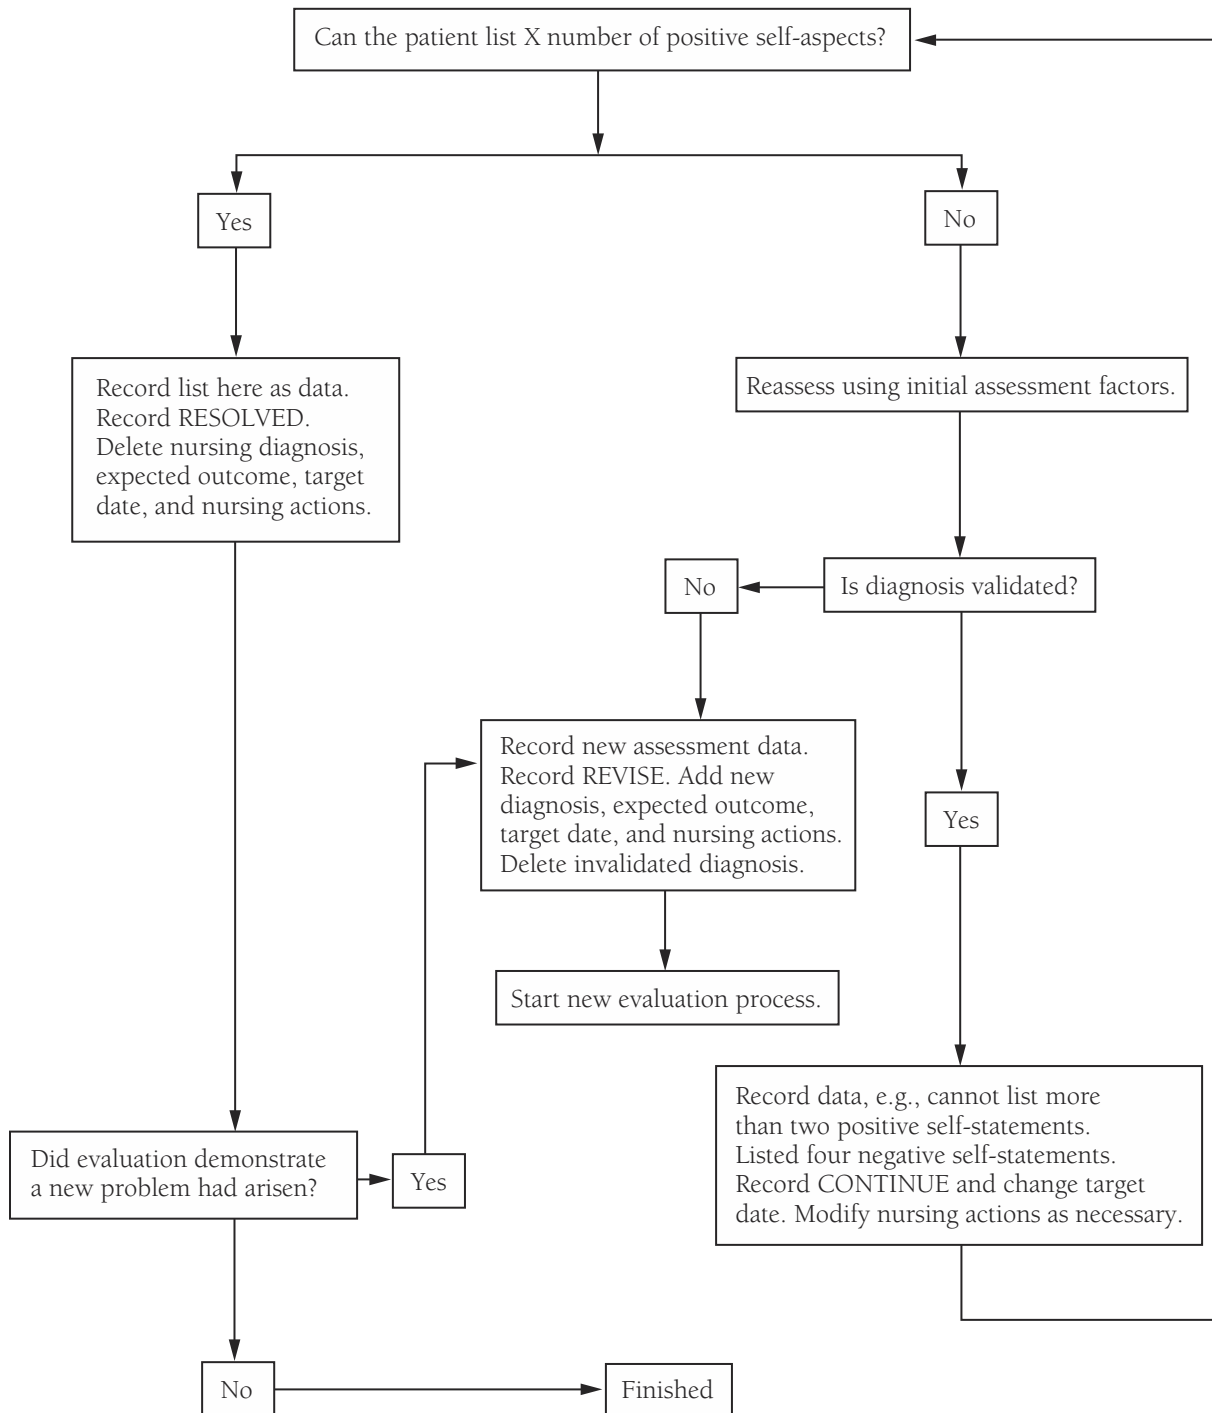 Can the patient list X number of positive self-aspects?
Yes
No
Record list here as data.
Record RESOLVED.
Delete nursing diagnosis,
expected outcome, target
date, and nursing actions.
Reassess using initial assessment factors.
No
Is diagnosis validated?
Record new assessment data.
Record REVISE. Add new
diagnosis, expected outcome,
target date, and nursing actions.
Delete invalidated diagnosis.
Yes
Start new evaluation process.
Record data, e.g., cannot list more
than two positive self-statements.
Listed four negative self-statements.
Record CONTINUE and change target
date. Modify nursing actions as necessary.
Did evaluation demonstrate
a new problem had arisen?
Yes
No
Finished